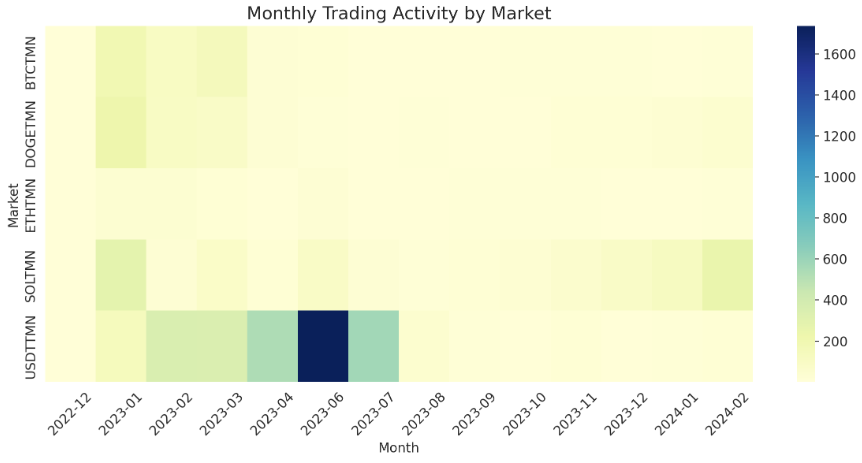 Monthly Trading Activity by Market
Market
BTCTMN
DOGETMN
ETHTMN
SOLTMN
USDTTMN
2022-12
2023-01
2023-02
2023-03
2023-04
2023-06
2023-07
2023-08
2023-09
2023-10
2023-11
2023-12
2024-01
2024-02
Month
1600
1400
1200
1000
800
600
400
200